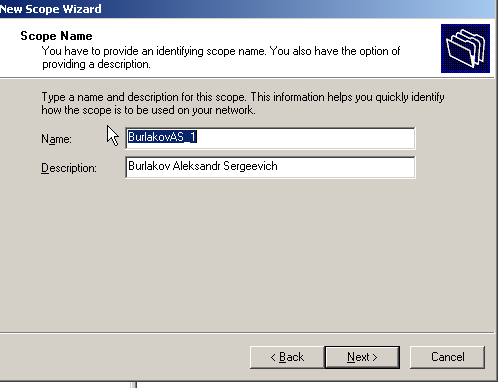 New Scope Wizard
Scope Name
You have to provide an identifying scope name. You also have the option of
providing a description.
Type a name and description for this scope. This information helps you quickly identify
how the scope is to be used on your network.
Name: BurlakovAS_1
Description: Burlakov Aleksandr Sergeevich
< Back Next > Cancel